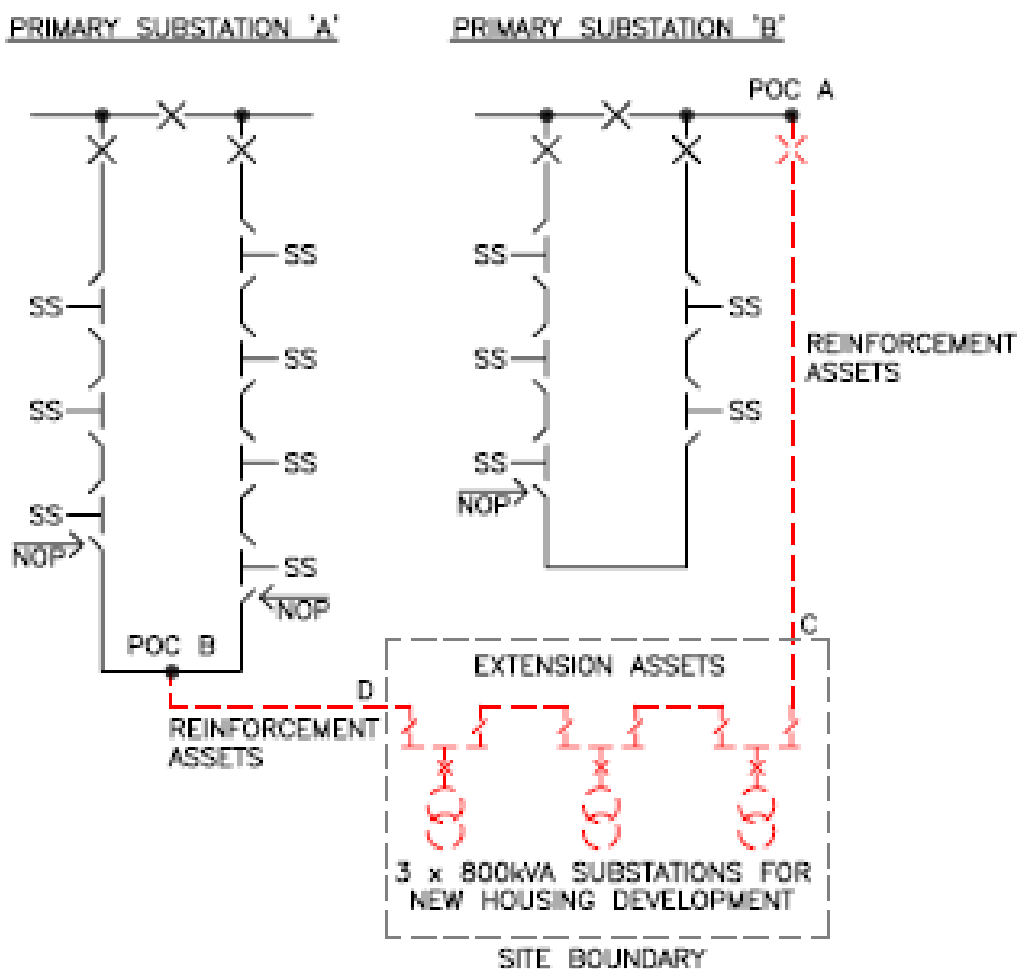 PRIMARY SUBSTATION 'A'
PRIMARY SUBSTATION 'B'
POC A
SS
SS
SS
SS
SS
SS
SS
NOP
NOP
POC B
SS
SS
SS
SS
SS
NOP
REINFORCEMENT
ASSETS
C
D
REINFORCEMENT
ASSETS
EXTENSION ASSETS
3 x 800kVA SUBSTATIONS FOR
NEW HOUSING DEVELOPMENT
SITE BOUNDARY